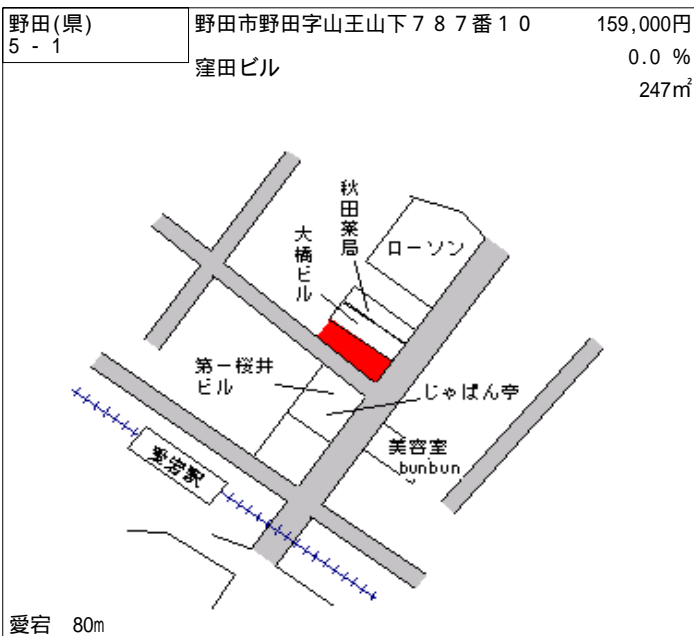 野田(県)
5 - 1
野田市野田字山王山下７８７番１０
159,000円
窪田ビル
0.0 %
247㎡
秋田薬局
大橋ビル
ローソン
第一桜井
ビル
じゃぱん亭
美容室
bunbun
愛宕駅
愛宕 80m